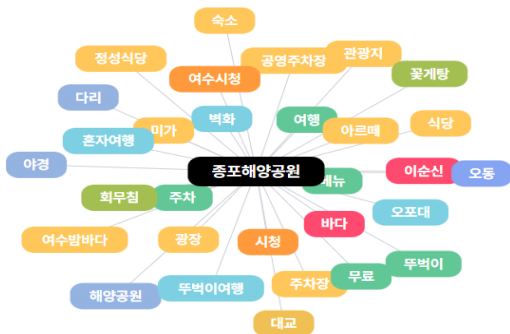 숙소
정성식당
공영주차장
관광지
여수시청
꽃게탕
다리
벽화
여행
미가
아르떼
식당
혼자여행
야경
종포해양공원
메뉴
이순신
오동
회무침
주차
오포대
바다
여수밤바다
광장
시청
뚜벅이
해양공원
뚜벅이여행
주차장
무료
대교